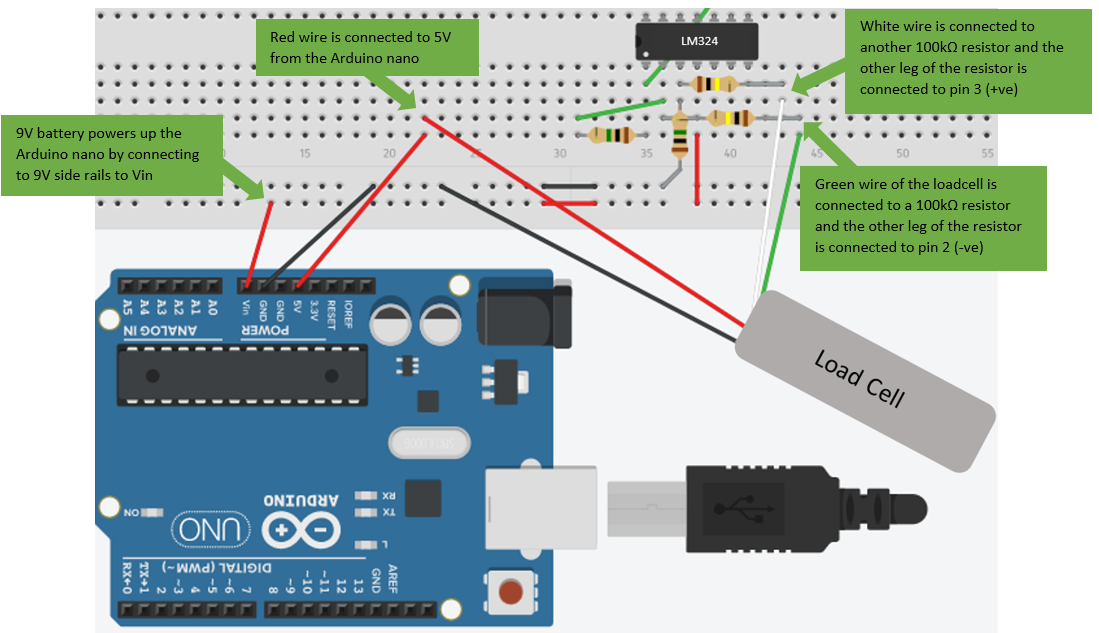 Red wire is connected to 5V
from the Arduino nano
LM324
White wire is connected to
another 100kΩ resistor and the
other leg of the resistor is
connected to pin 3 (+ve)
9V battery powers up the
Arduino nano by connecting
to 9V side rails to Vin
Green wire of the loadcell is
connected to a 100kΩ resistor
and the other leg of the resistor
is connected to pin 2 (-ve)
15 20 25 30 35 40 45 50 55
A5 A4 A3 A2 A1 A0
Vin GND GND 5V 3.3V RESET IOREF
ANALOG IN
POWER
Load Cell
RX
TX
L
ON
ARDUINO
UNO
DIGITAL (PWM~)
RX←0 TX→1 2 ~3 4 ~5 ~6 7 8 ~9 ~10 ~11 12 13 GND AREF